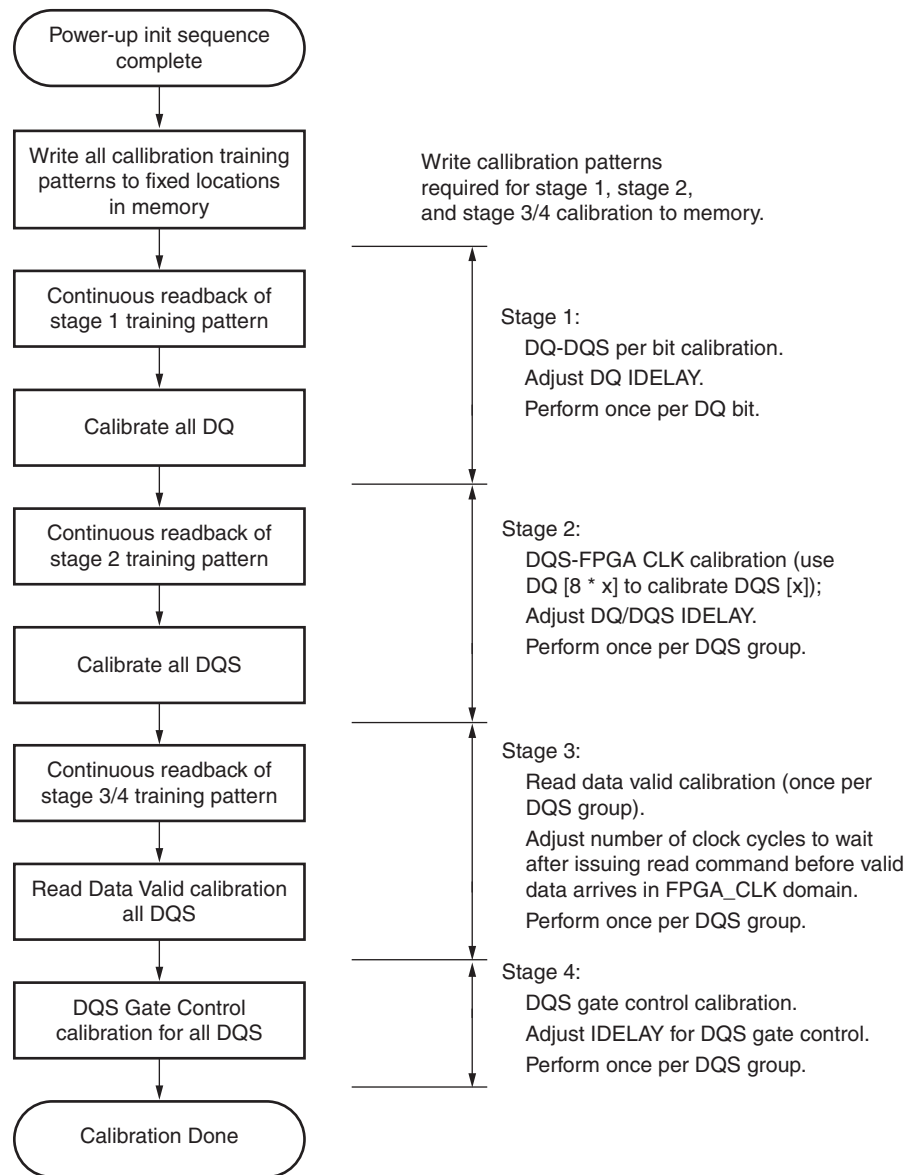 Power-up init sequence
complete
Write all callibration training
patterns to fixed locations
in memory
Write callibration patterns
required for stage 1, stage 2,
and stage 3/4 calibration to memory.
Continuous readback of
stage 1 training pattern
Calibrate all DQ
Stage 1:
DQ-DQS per bit calibration.
Adjust DQ IDELAY.
Perform once per DQ bit.
Continuous readback of
stage 2 training pattern
Calibrate all DQS
Stage 2:
DQS-FPGA CLK calibration (use
DQ [8 * x] to calibrate DQS [x]);
Adjust DQ/DQS IDELAY.
Perform once per DQS group.
Continuous readback of
stage 3/4 training pattern
Read Data Valid calibration
all DQS
Stage 3:
Read data valid calibration (once per
DQS group).
Adjust number of clock cycles to wait
after issuing read command before valid
data arrives in FPGA_CLK domain.
Perform once per DQS group.
DQS Gate Control
calibration for all DQS
Stage 4:
DQS gate control calibration.
Adjust IDELAY for DQS gate control.
Perform once per DQS group.
Calibration Done